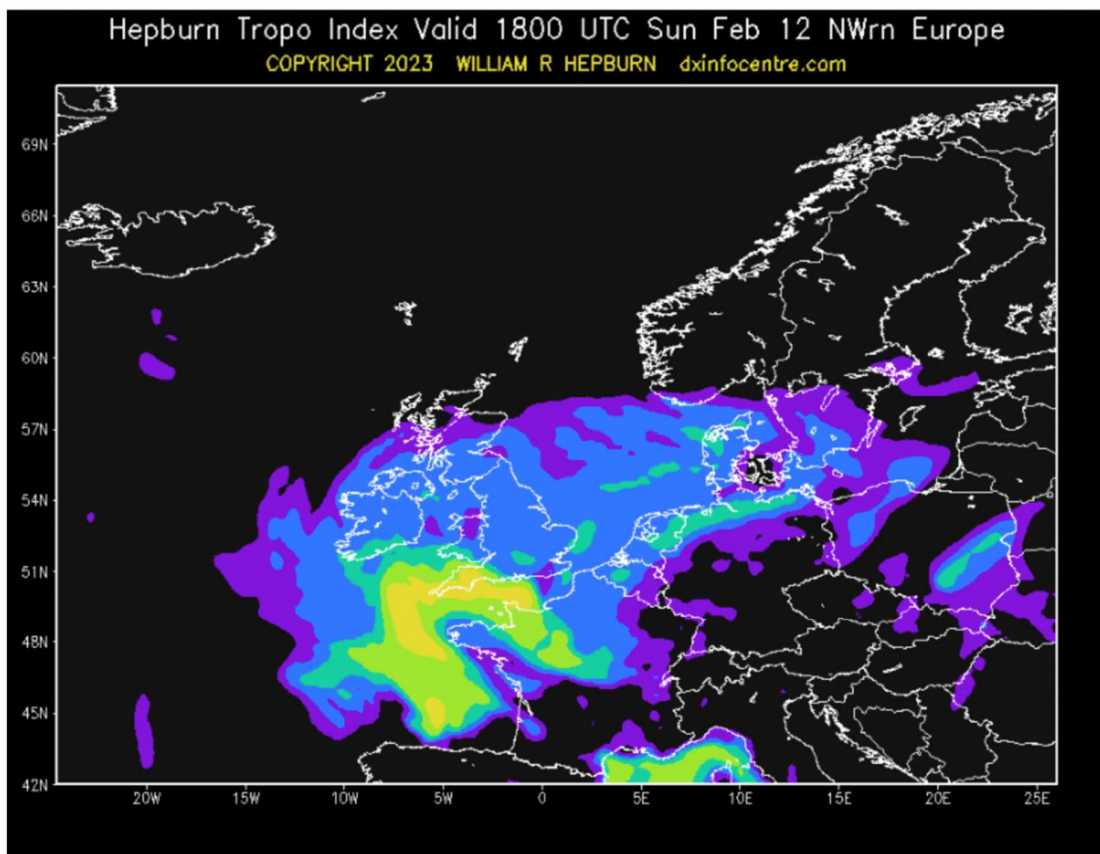 Hepburn Tropo Index Valid 1800 UTC Sun Feb 12 NWrn Europe
COPYRIGHT 2023 WILLIAM R HEPBURN dxinfocentre.com
69N
66N
63N
60N
57N
54N
51N
48N
45N
42N
20W 15W 10W 5W 0 5E 10E 15E 20E 25E